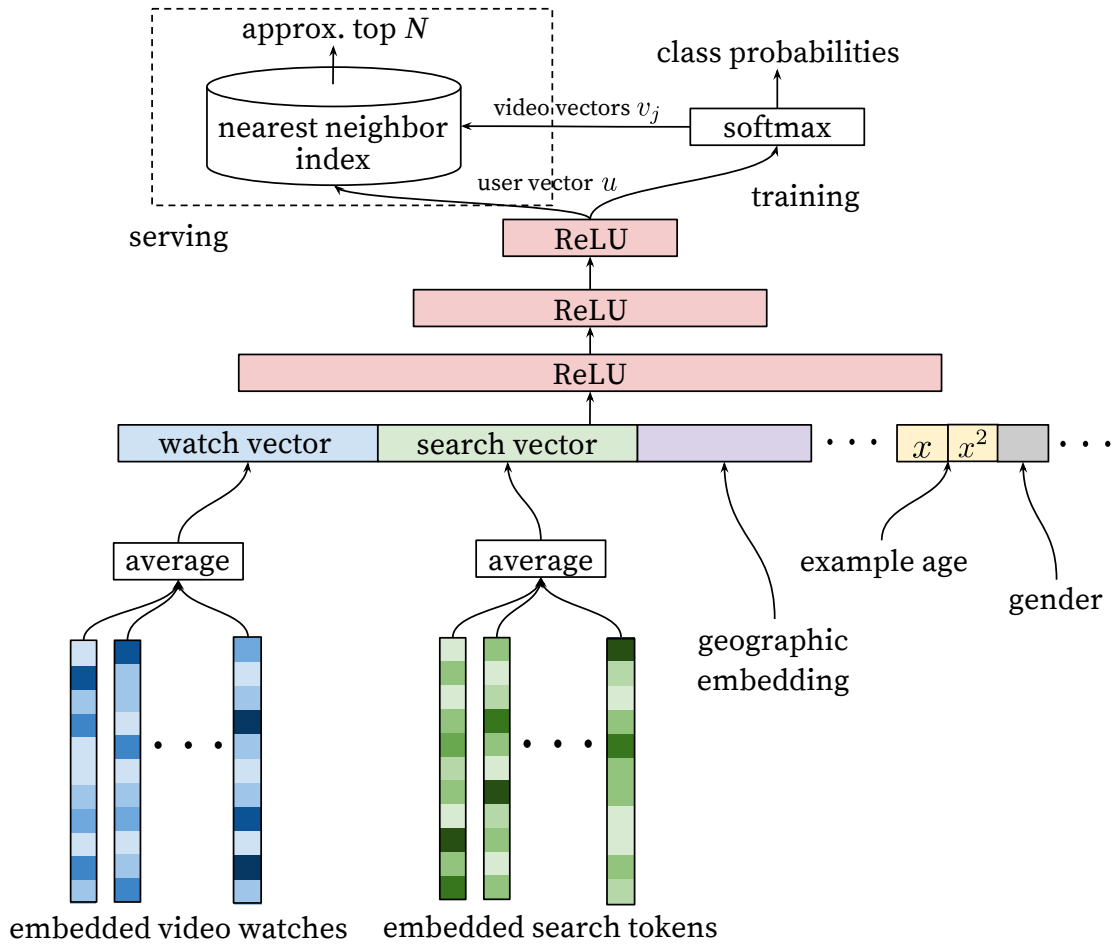 approx. top N
class probabilities
video vectors v_j
nearest neighbor
index
softmax
user vector u
training
serving
ReLU
ReLU
ReLU
watch vector
search vector
. . .
x
x²
. . .
average
average
example age
gender
geographic
embedding
. . .
. . .
embedded video watches
embedded search tokens